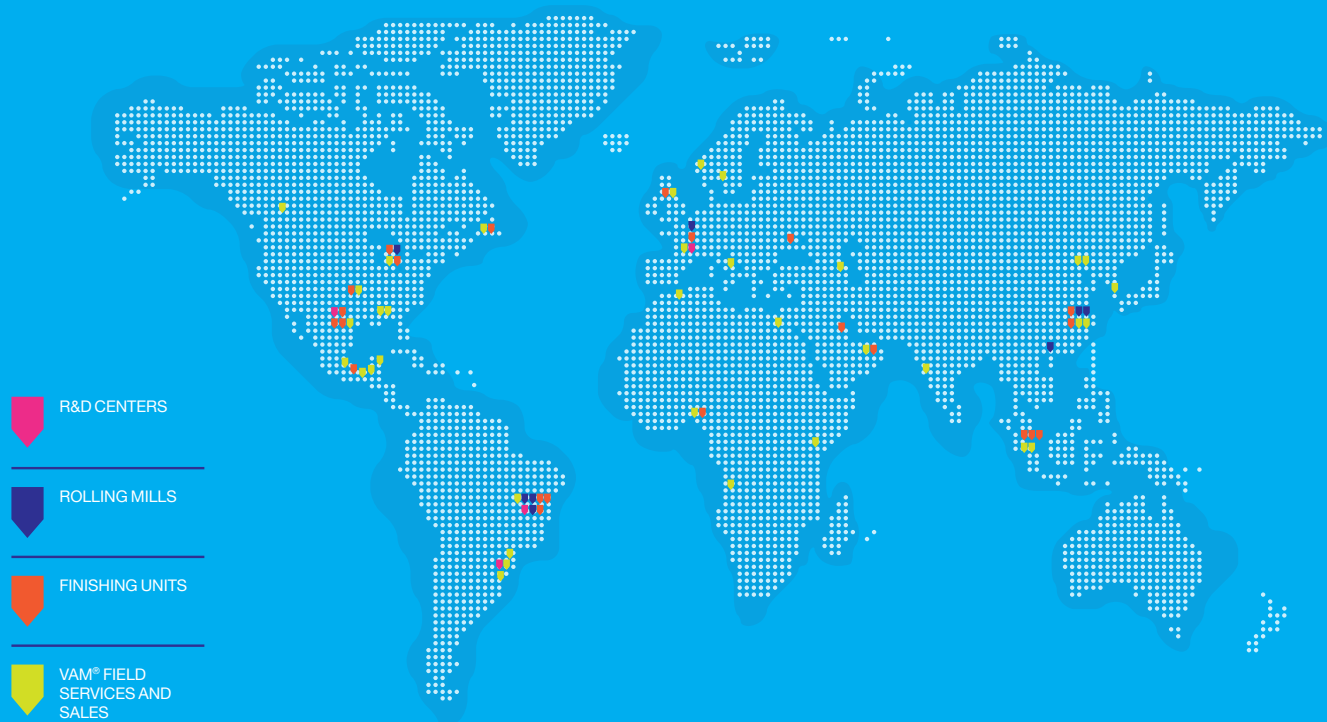 R&D CENTERS
ROLLING MILLS
FINISHING UNITS
VAM® FIELD
SERVICES AND
SALES